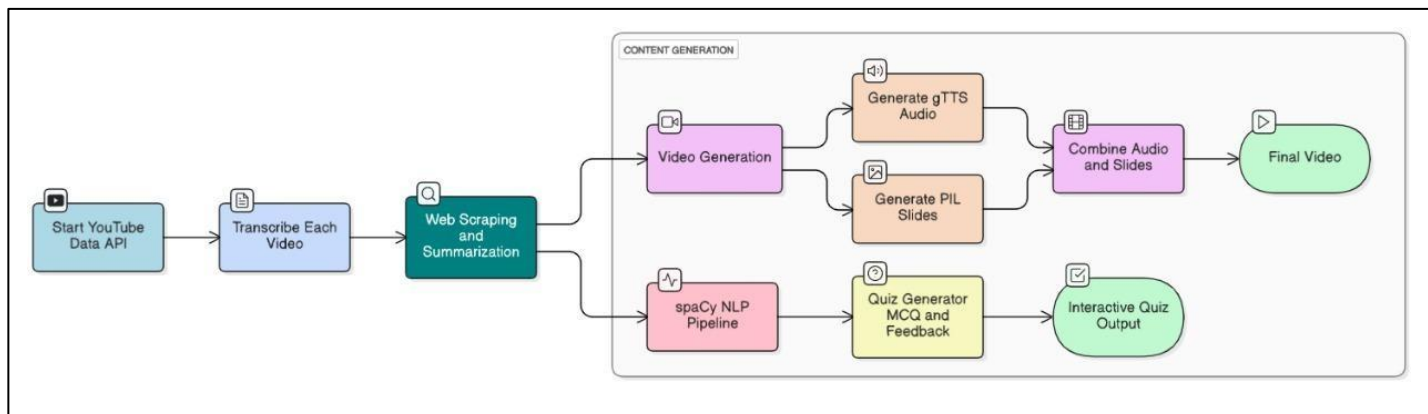 CONTENT GENERATION
Start YouTube
Data API
Transcribe Each
Video
Web Scraping
and
Summarization
Video Generation
Generate gTTS
Audio
Generate PIL
Slides
Combine Audio
and Slides
Final Video
spaCy NLP
Pipeline
Quiz Generator
MCQ and
Feedback
Interactive Quiz
Output